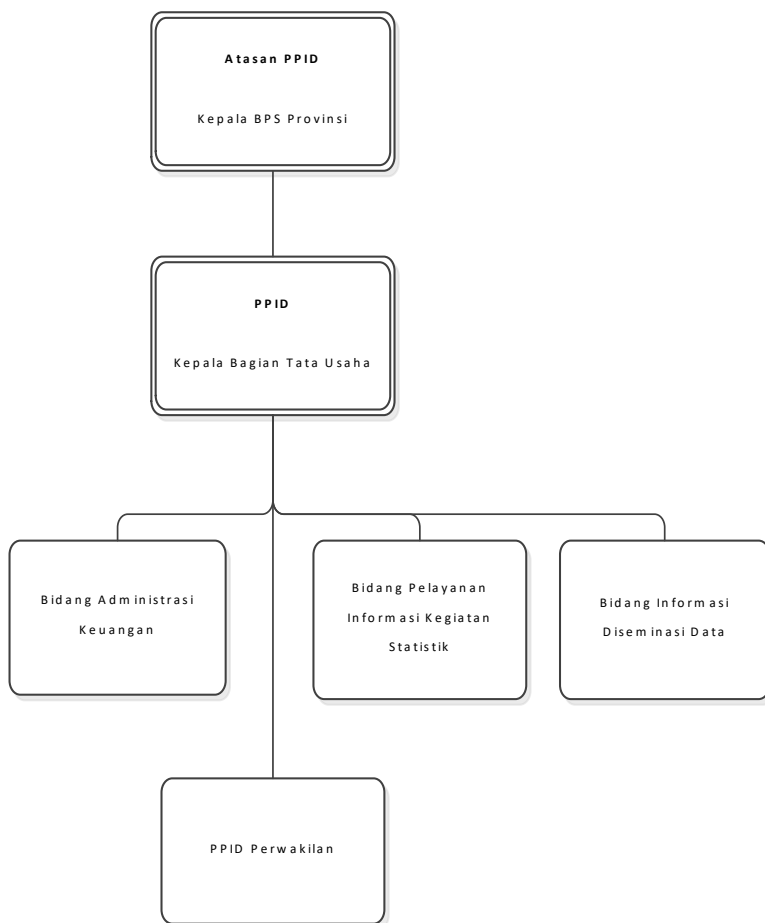 Atasan PPID
Kepala BPS Provinsi
PPID
Kepala Bagian Tata Usaha
Bidang Administrasi
Keuangan
Bidang Pelayanan
Informasi Kegiatan
Statistik
Bidang Informasi
Diseminasi Data
PPID Perwakilan